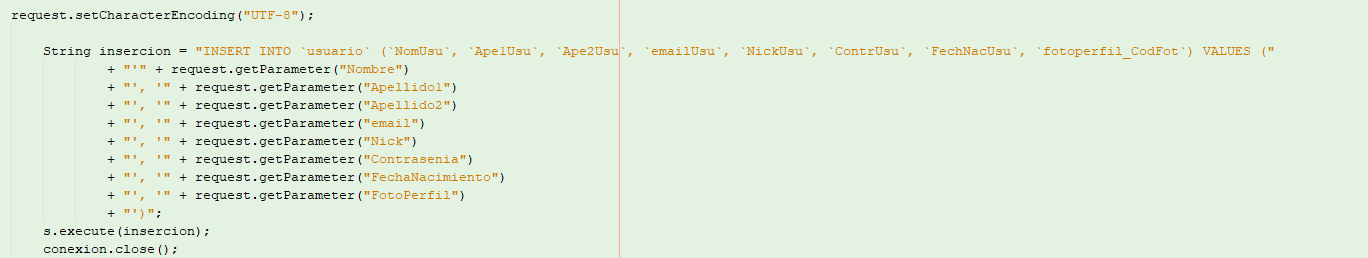 request.setCharacterEncoding("UTF-8");
String insercion = "INSERT INTO `usuario` (`NomUsu`, `Ape1Usu`, `Ape2Usu`, `emailUsu`, `NickUsu`, `ContrUsu`, `FechNacUsu`, `fotoperfil_CodFot`) VALUES ("
+ "'" + request.getParameter("Nombre")
+ "', '" + request.getParameter("Apellido1")
+ "', '" + request.getParameter("Apellido2")
+ "', '" + request.getParameter("email")
+ "', '" + request.getParameter("Nick")
+ "', '" + request.getParameter("Contrasenia")
+ "', '" + request.getParameter("FechaNacimiento")
+ "', '" + request.getParameter("FotoPerfil")
+ "')";
s.execute(insercion);
conexion.close();